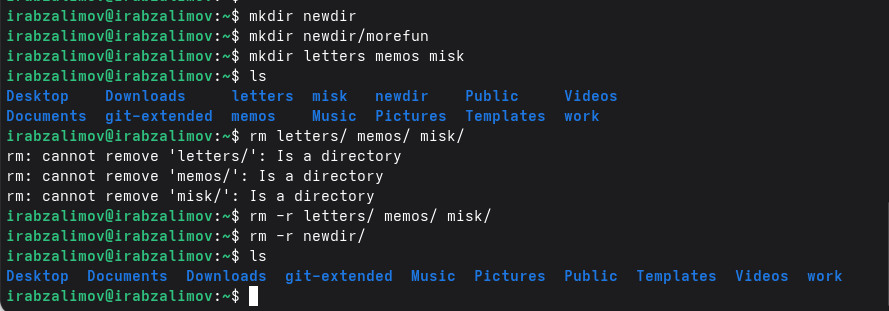 irabzalimov@irabzalimov:~$ mkdir newdir
irabzalimov@irabzalimov:~$ mkdir newdir/morefun
irabzalimov@irabzalimov:~$ mkdir letters memos misk
irabzalimov@irabzalimov:~$ ls
Desktop    Downloads     letters  misk   newdir    Public     Videos
Documents  git-extended  memos    Music  Pictures  Templates  work
irabzalimov@irabzalimov:~$ rm letters/ memos/ misk/
rm: cannot remove 'letters/': Is a directory
rm: cannot remove 'memos/': Is a directory
rm: cannot remove 'misk/': Is a directory
irabzalimov@irabzalimov:~$ rm -r letters/ memos/ misk/
irabzalimov@irabzalimov:~$ rm -r newdir/
irabzalimov@irabzalimov:~$ ls
Desktop  Documents  Downloads  git-extended  Music  Pictures  Public  Templates  Videos  work
irabzalimov@irabzalimov:~$